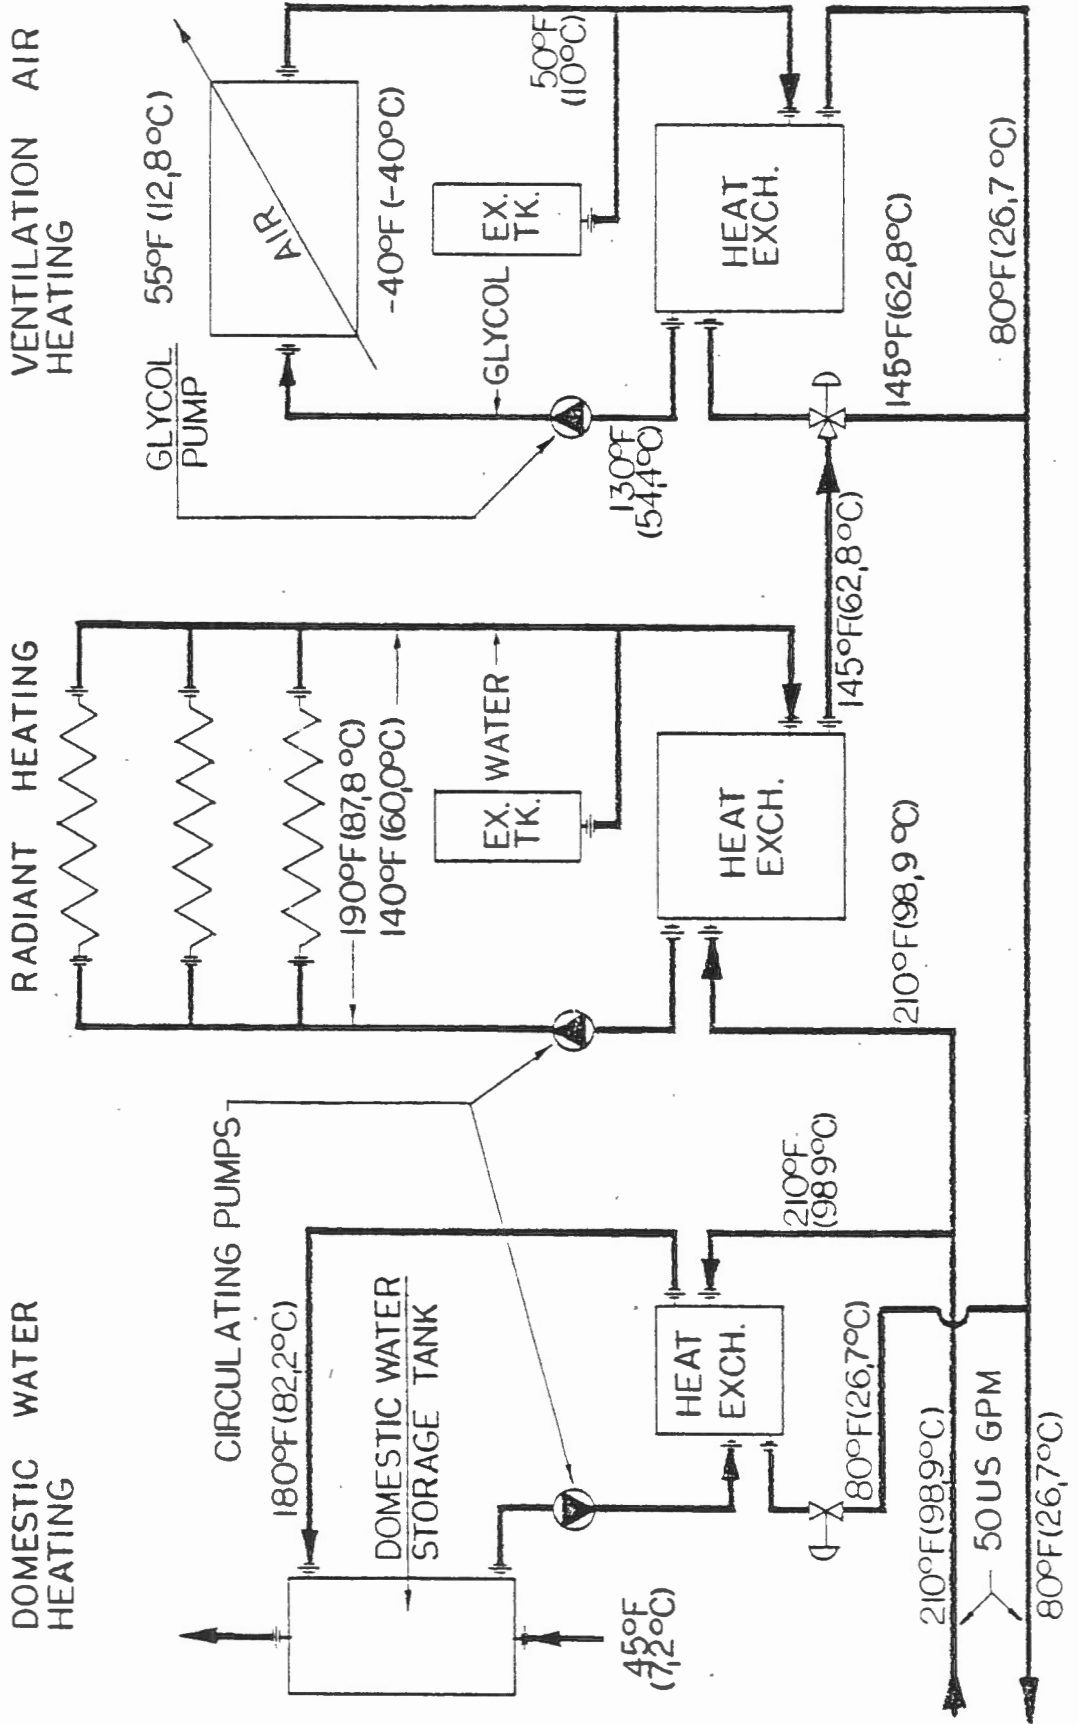 DOMESTIC WATER
HEATING
RADIANT HEATING
VENTILATION AIR
HEATING
180°F(82,2°C)
CIRCULATING PUMPS
DOMESTIC WATER
STORAGE TANK
45°F
(7,2°C)
HEAT
EXCH.
210°F
(98,9°C)
80°F(26,7°C)
210°F(98,9°C)
50 US GPM
80°F(26,7°C)
190°F(87,8°C)
140°F(60,0°C)
EX.
TK.
WATER
HEAT
EXCH.
210°F(98,9°C)
145°F(62,8°C)
GLYCOL
PUMP
55°F(12,8°C)
AIR
-40°F(-40°C)
GLYCOL
EX.
TK.
50°F
(10°C)
130°F
(54,4°C)
HEAT
EXCH.
145°F(62,8°C)
80°F(26,7°C)